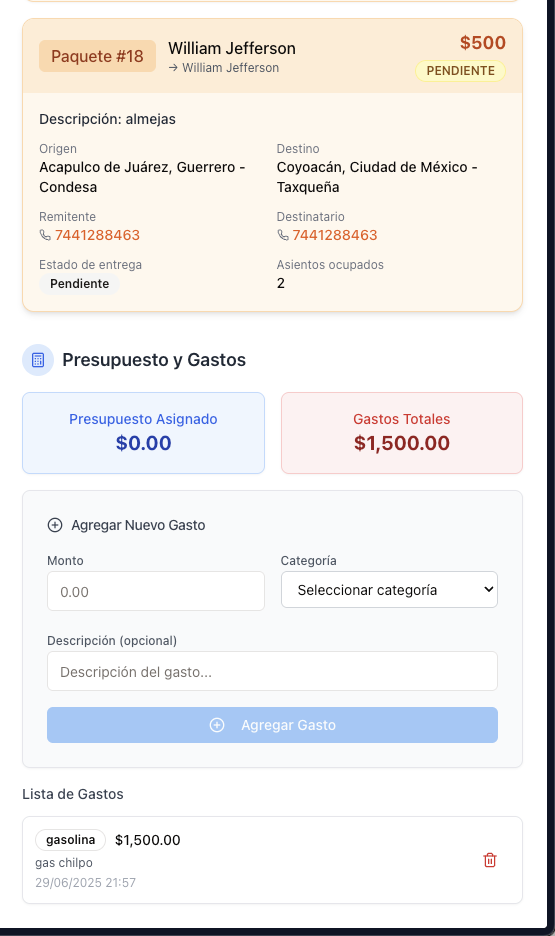 Paquete #18
William Jefferson
→ William Jefferson
$500
PENDIENTE
Descripción: almejas
Origen
Acapulco de Juárez, Guerrero -
Condesa
Destino
Coyoacán, Ciudad de México -
Taxqueña
Remitente
7441288463
Destinatario
7441288463
Estado de entrega
Pendiente
Asientos ocupados
2
Presupuesto y Gastos
Presupuesto Asignado
$0.00
Gastos Totales
$1,500.00
Agregar Nuevo Gasto
Monto
0.00
Categoría
Seleccionar categoría
Descripción (opcional)
Descripción del gasto...
Agregar Gasto
Lista de Gastos
gasolina $1,500.00
gas chilpo
29/06/2025 21:57